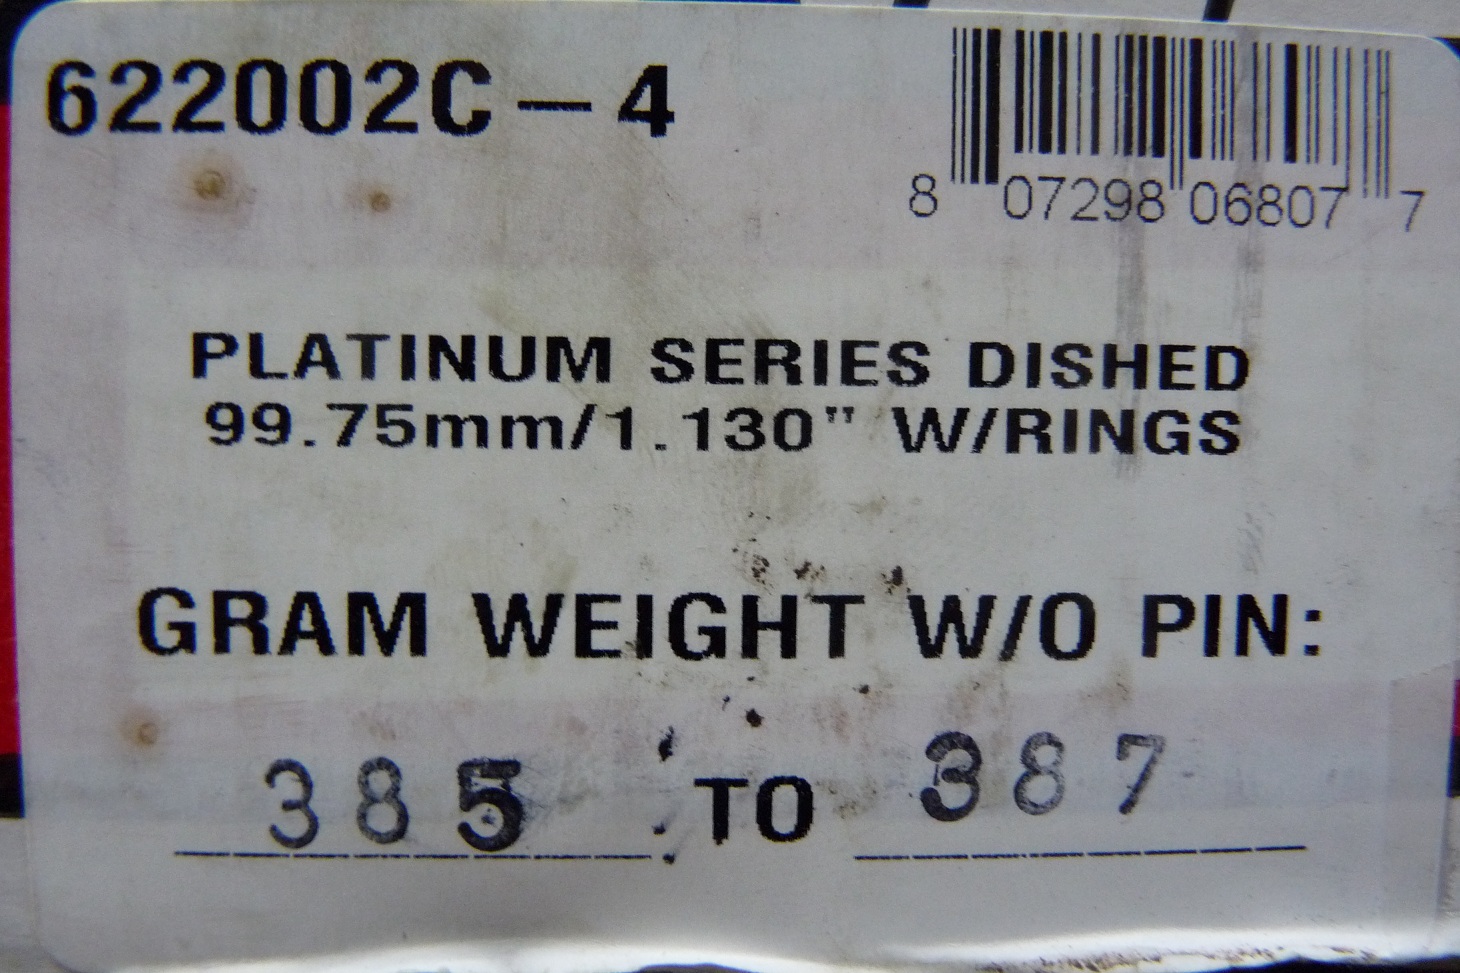 622002C-4
8 07298 06807 7
PLATINUM SERIES DISHED
99.75mm/1.130" W/RINGS
GRAM WEIGHT W/O PIN:
385 TO 387